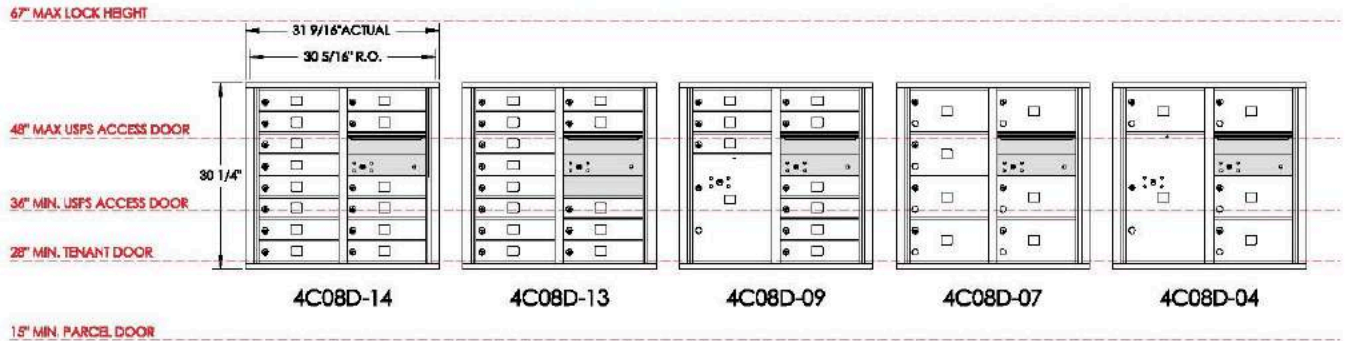 67" MAX LOCK HEIGHT
31 9/16"ACTUAL
30 5/16" R.O.
48" MAX USPS ACCESS DOOR
30 1/4"
36" MIN. USPS ACCESS DOOR
28" MIN. TENANT DOOR
4C08D-14 4C08D-13 4C08D-09 4C08D-07 4C08D-04
15" MIN. PARCEL DOOR